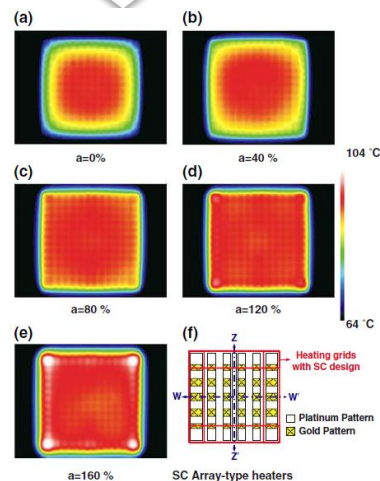 (a)
(b)
a=0%
a=40 %
104 °C
(c)
(d)
a=80 %
a=120 %
64 °C
(e)
(f)
Z
Heating grids
with SC design
W
W'
Platinum Pattern
Gold Pattern
Z'
a=160 %
SC Array-type heaters